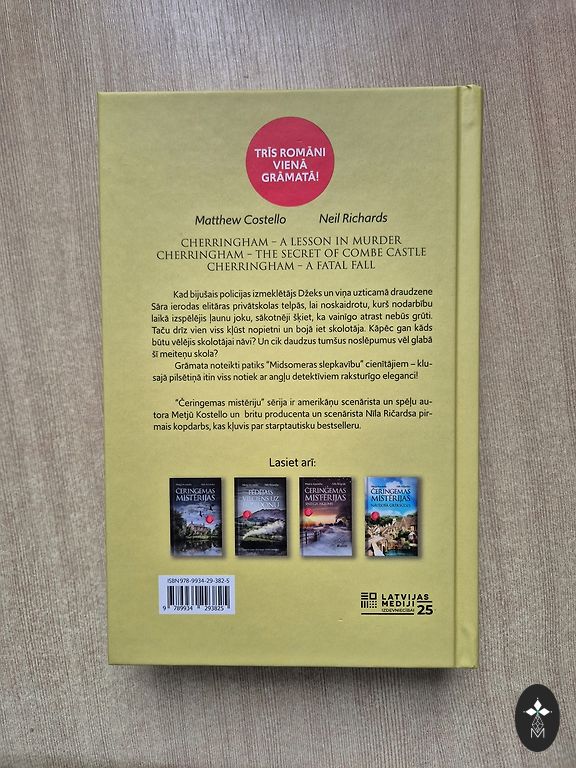 TRĪS ROMĀNI
VIENĀ
GRĀMATĀ!
Matthew Costello Neil Richards
CHERRINGHAM – A LESSON IN MURDER
CHERRINGHAM – THE SECRET OF COMBE CASTLE
CHERRINGHAM – A FATAL FALL
Kad bijušais policijas izmeklētājs Džeks un viņa uzticamā draudzene
Sāra ierodas elitāras privātskolas telpās, lai noskaidrotu, kurš nodarbību
laikā izspēlējis ļaunu joku, sākotnēji šķiet, ka vainīgo atrast nebūs grūti.
Taču drīz vien viss kļūst nopietni un bojā iet skolotāja. Kāpēc gan kāds
būtu vēlējis skolotājai nāvi? Un cik daudzus tumšus noslēpumus vēl glabā
šī meiteņu skola?
Grāmata noteikti patiks "Midsomeras slepkavību" cienītājiem – klu-
sajā pilsētiņā itin viss notiek ar angļu detektīviem raksturīgo eleganci!
"Čeringemas mistēriju" sērija ir amerikāņu scenārista un spēļu au-
tora Metjū Kostello un britu producenta un scenārista Nīla Ričardsa pir-
mais kopdarbs, kas kļuvis par starptautisku bestselleru.
Lasiet arī:
ČERINGEMAS
MISTĒRIJAS
PĒDĒJAIS
VILCIENS UZ
ČERINGEMAS
MISTĒRIJAS
ČERINGEMAS
MISTĒRIJAS
ISBN 978-9934-29-382-5
9 789934 293825
LATVIJAS
MEDIJI
IZDEVNIECĪBAI
25
M